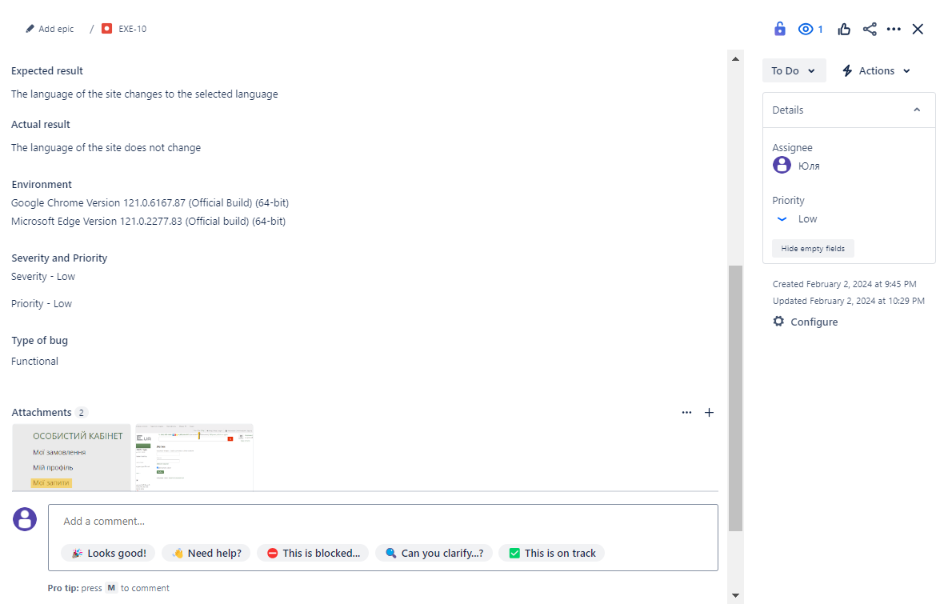 Add epic / EXE-10
1
Expected result
The language of the site changes to the selected language
Actual result
The language of the site does not change
Environment
Google Chrome Version 121.0.6167.87 (Official Build) (64-bit)
Microsoft Edge Version 121.0.2277.83 (Official build) (64-bit)
Severity and Priority
Severity - Low
Priority - Low
Type of bug
Functional
Attachments 2
ОСОБИСТИЙ КАБІНЕТ
Мої замовлення
Мій профіль
Мої запити
Add a comment...
Looks good! Need help? This is blocked... Can you clarify...? This is on track
Pro tip: press M to comment
To Do Actions
Details
Assignee
Юля
Priority
Low
Hide empty fields
Created February 2, 2024 at 9:45 PM
Updated February 2, 2024 at 10:29 PM
Configure